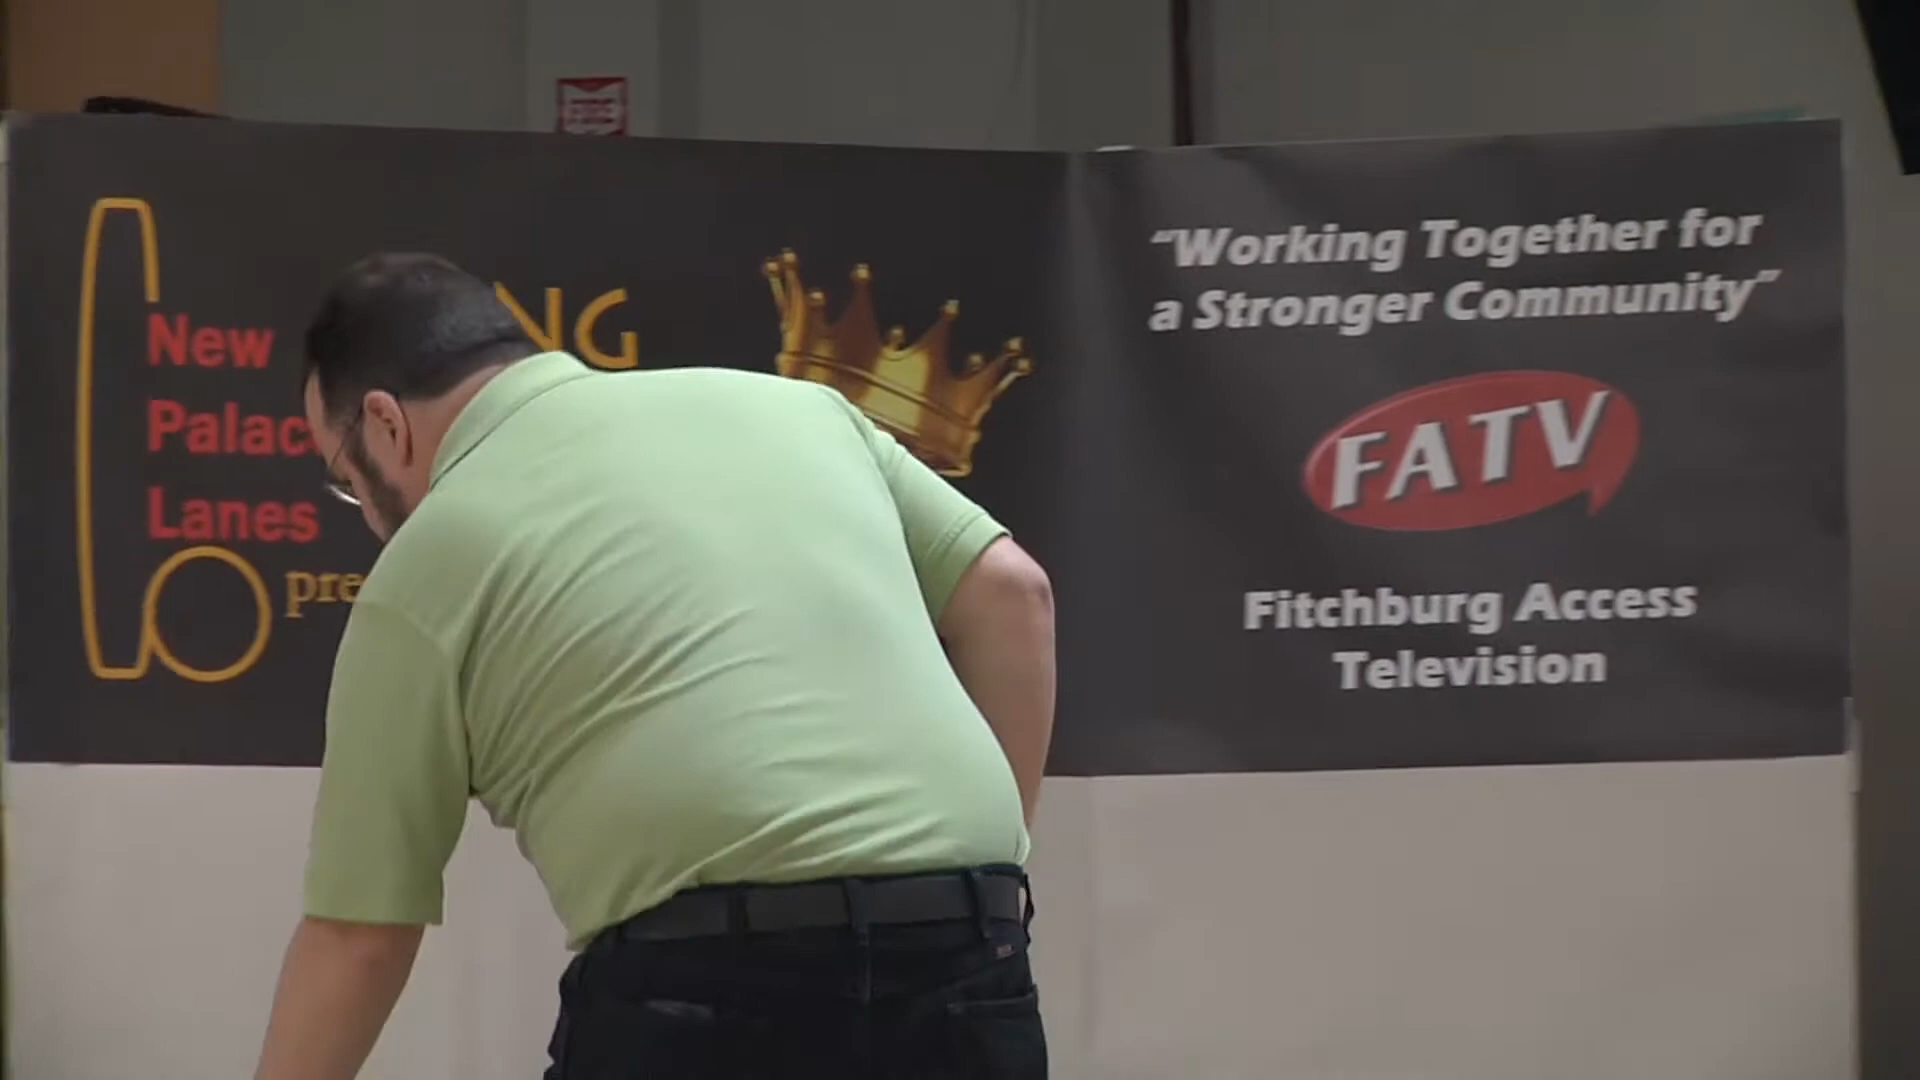 NG
New
Palac
Lanes
pre
“Working Together for
a Stronger Community”
FATV
Fitchburg Access
Television